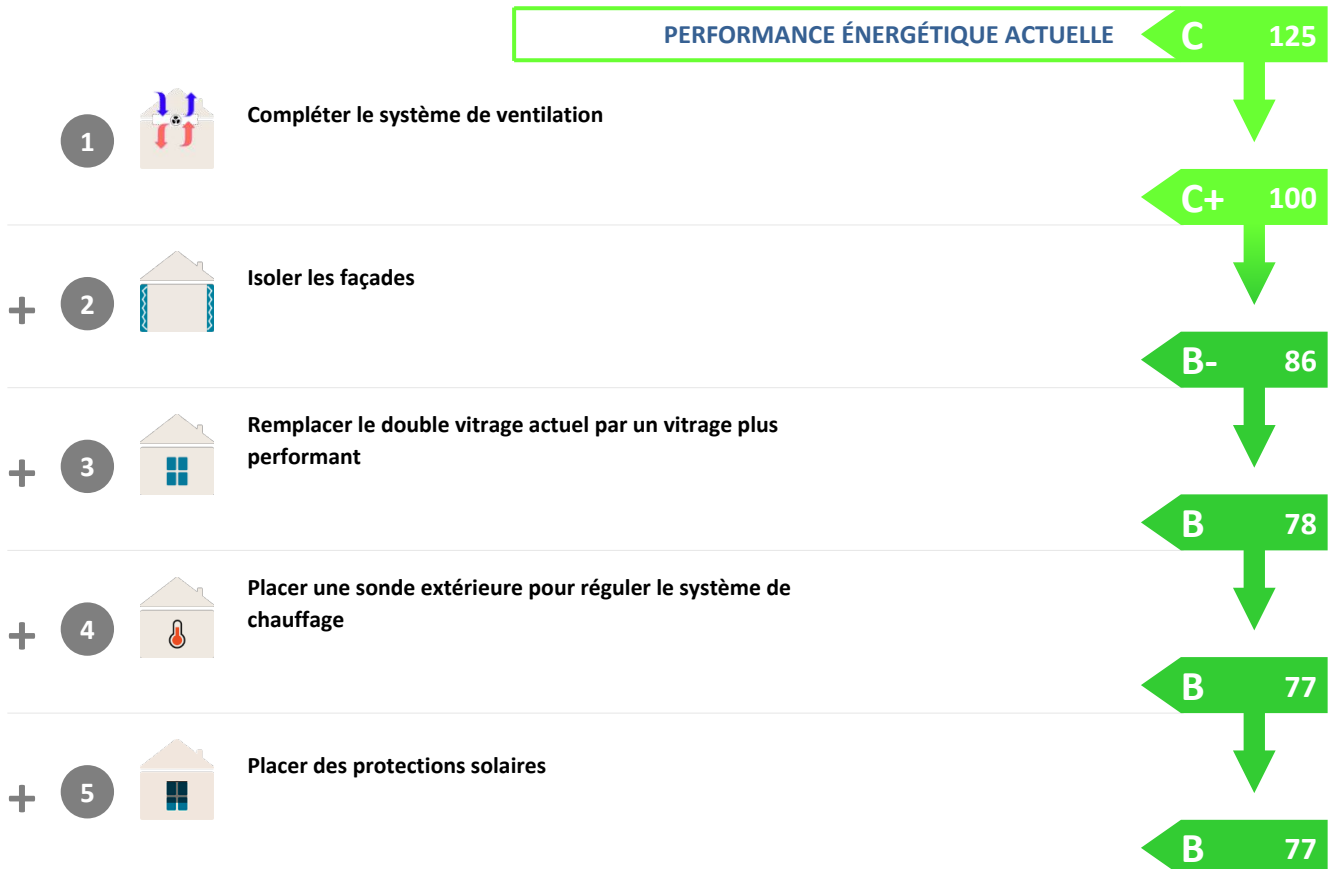 PERFORMANCE ÉNERGÉTIQUE ACTUELLE C 125
1 Compléter le système de ventilation
C+ 100
+ 2 Isoler les façades
B- 86
+ 3 Remplacer le double vitrage actuel par un vitrage plus
performant
B 78
+ 4 Placer une sonde extérieure pour réguler le système de
chauffage
B 77
+ 5 Placer des protections solaires
B 77